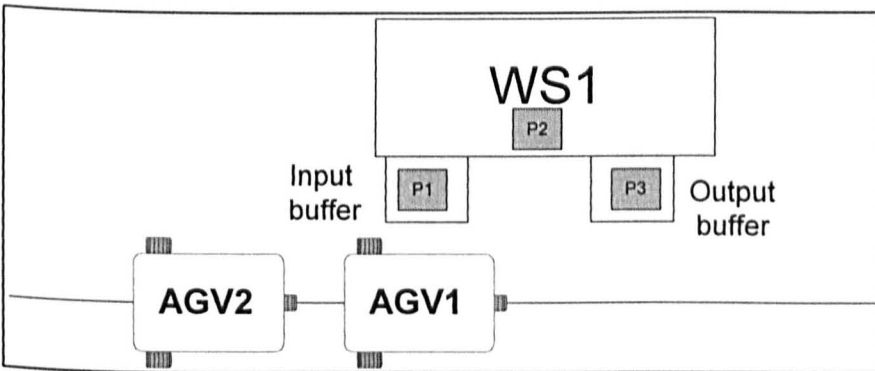 WS1
P2
Input
buffer
P1
P3
Output
buffer
AGV2
AGV1